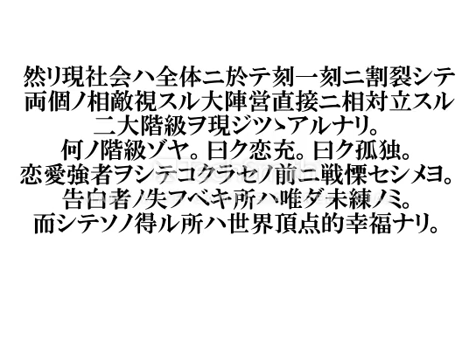 然リ現社会ハ全体ニ於テ刻一刻ニ割裂シテ
両個ノ相敵視スル大陣営直接ニ相対立スル
二大階級ヲ現ジツヽアルナリ。
何ノ階級ゾヤ。曰ク恋充。曰ク孤独。
恋愛強者ヲシテコクラセノ前ニ戦慄セシメヨ。
告白者ノ失フベキ所ハ唯ダ未練ノミ。
而シテソノ得ル所ハ世界頂点的幸福ナリ。